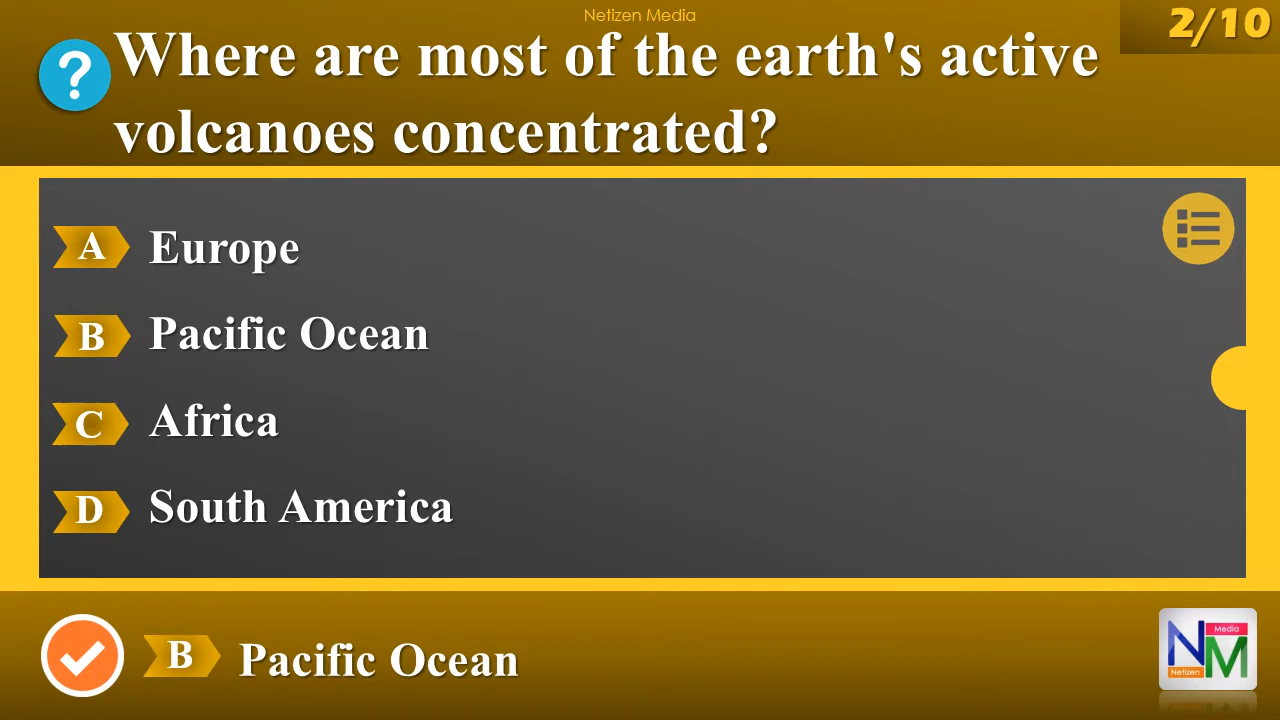 Netizen Media
2/10
? Where are most of the earth's active
volcanoes concentrated?
A Europe
B Pacific Ocean
C Africa
D South America
B Pacific Ocean
Media
NM
Netizen